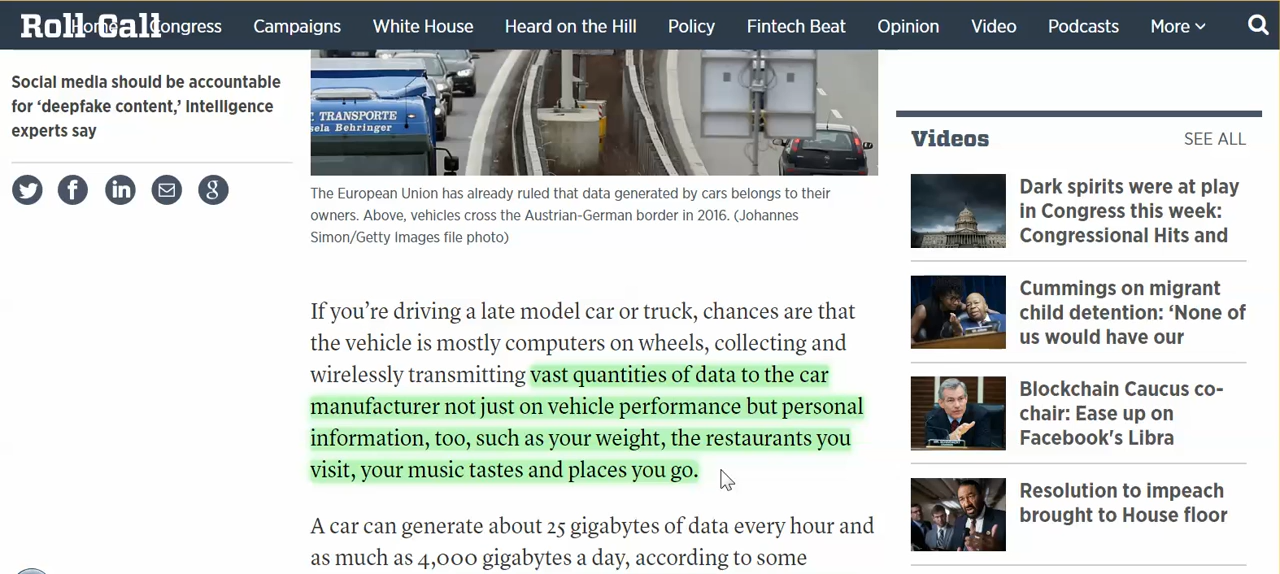 Roll Call
Home Congress Campaigns White House Heard on the Hill Policy Fintech Beat Opinion Video Podcasts More
Social media should be accountable
for ‘deepfake content,’ Intelligence
experts say
TRANSPORTE
sela Behringer
The European Union has already ruled that data generated by cars belongs to their
owners. Above, vehicles cross the Austrian-German border in 2016. (Johannes
Simon/Getty Images file photo)
If you’re driving a late model car or truck, chances are that
the vehicle is mostly computers on wheels, collecting and
wirelessly transmitting vast quantities of data to the car
manufacturer not just on vehicle performance but personal
information, too, such as your weight, the restaurants you
visit, your music tastes and places you go.
A car can generate about 25 gigabytes of data every hour and
as much as 4,000 gigabytes a day, according to some
Videos SEE ALL
Dark spirits were at play
in Congress this week:
Congressional Hits and
Cummings on migrant
child detention: ‘None of
us would have our
Blockchain Caucus co-
chair: Ease up on
Facebook’s Libra
Resolution to impeach
brought to House floor